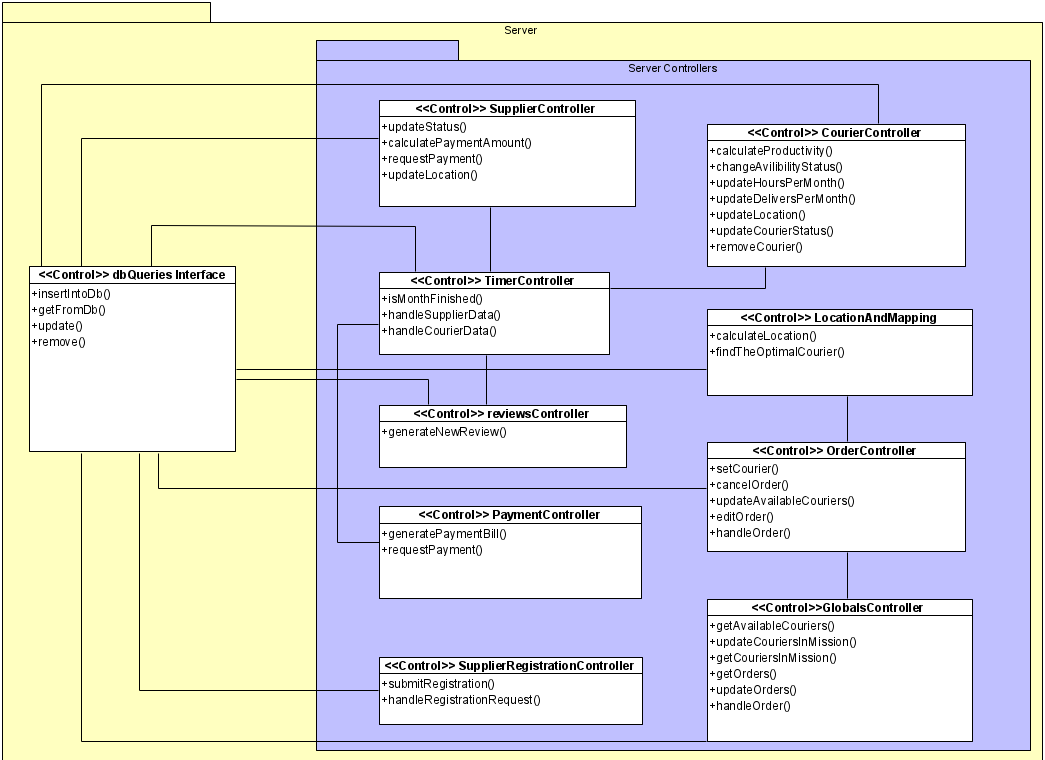 Server
Server Controllers
<<Control>> SupplierController
+updateStatus()
+calculatePaymentAmount()
+requestPayment()
+updateLocation()
<<Control>> CourierController
+calculateProductivity()
+changeAvilibilityStatus()
+updateHoursPerMonth()
+updateDeliversPerMonth()
+updateLocation()
+updateCourierStatus()
+removeCourier()
<<Control>> dbQueries Interface
+insertIntoDb()
+getFromDb()
+update()
+remove()
<<Control>> TimerController
+isMonthFinished()
+handleSupplierData()
+handleCourierData()
<<Control>> LocationAndMapping
+calculateLocation()
+findTheOptimalCourier()
<<Control>> reviewsController
+generateNewReview()
<<Control>> OrderController
+setCourier()
+cancelOrder()
+updateAvailableCouriers()
+editOrder()
+handleOrder()
<<Control>> PaymentController
+generatePaymentBill()
+requestPayment()
<<Control>>GlobalsController
+getAvailableCouriers()
+updateCouriersInMission()
+getCouriersInMission()
+getOrders()
+updateOrders()
+handleOrder()
<<Control>> SupplierRegistrationController
+submitRegistration()
+handleRegistrationRequest()